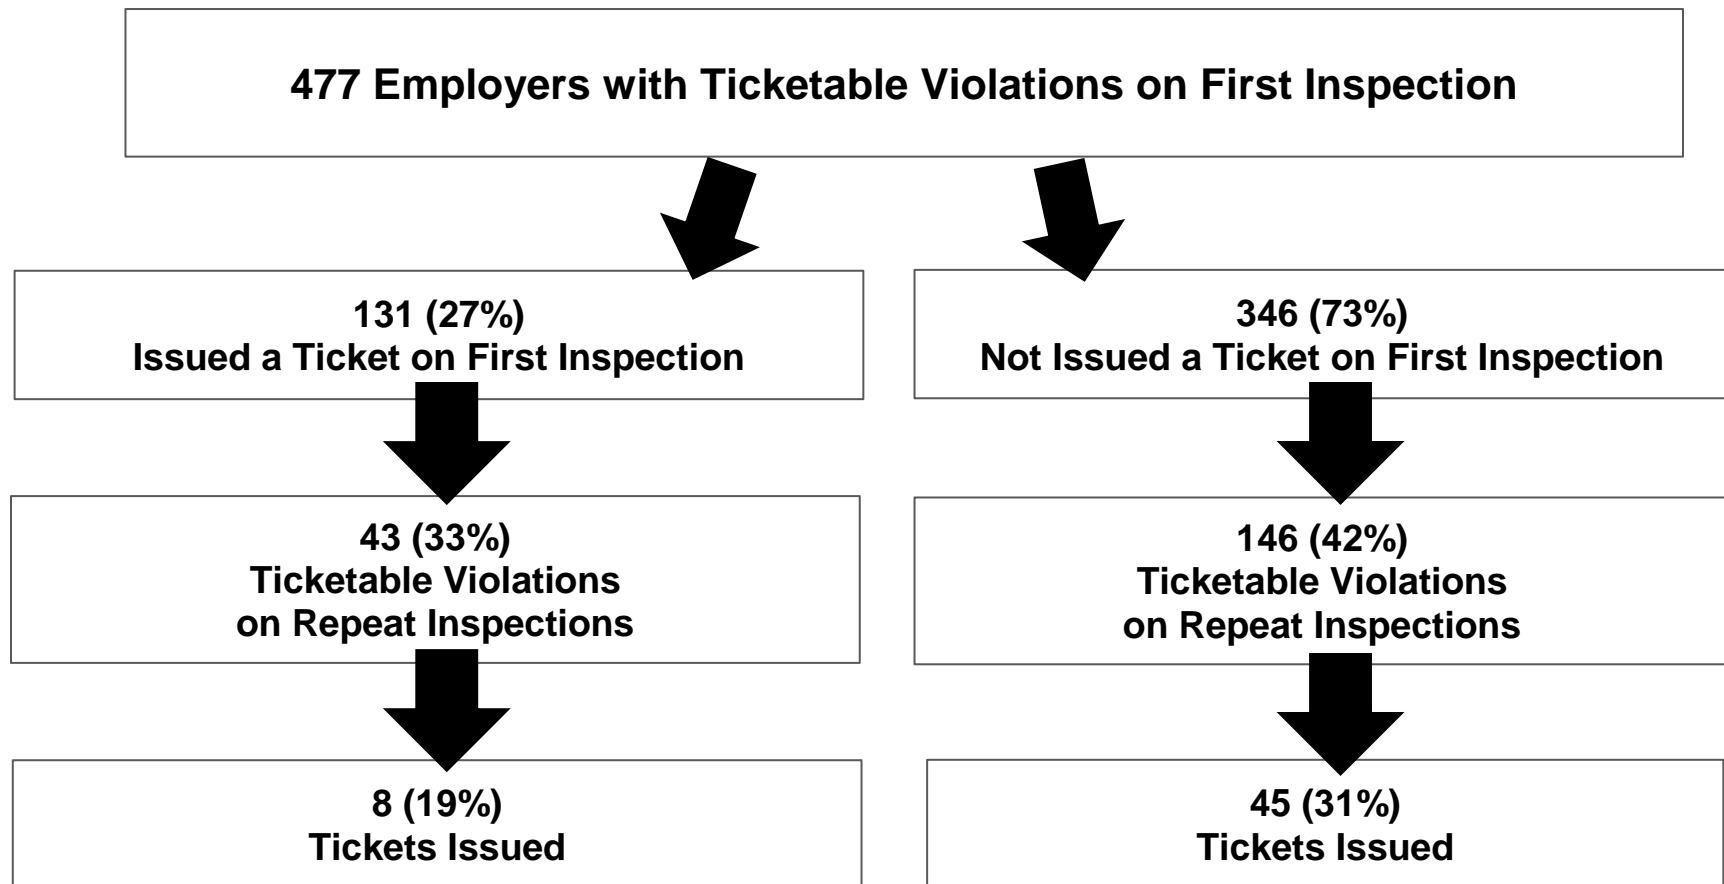 477 Employers with Ticketable Violations on First Inspection
131 (27%)
Issued a Ticket on First Inspection
346 (73%)
Not Issued a Ticket on First Inspection
43 (33%)
Ticketable Violations
on Repeat Inspections
146 (42%)
Ticketable Violations
on Repeat Inspections
8 (19%)
Tickets Issued
45 (31%)
Tickets Issued